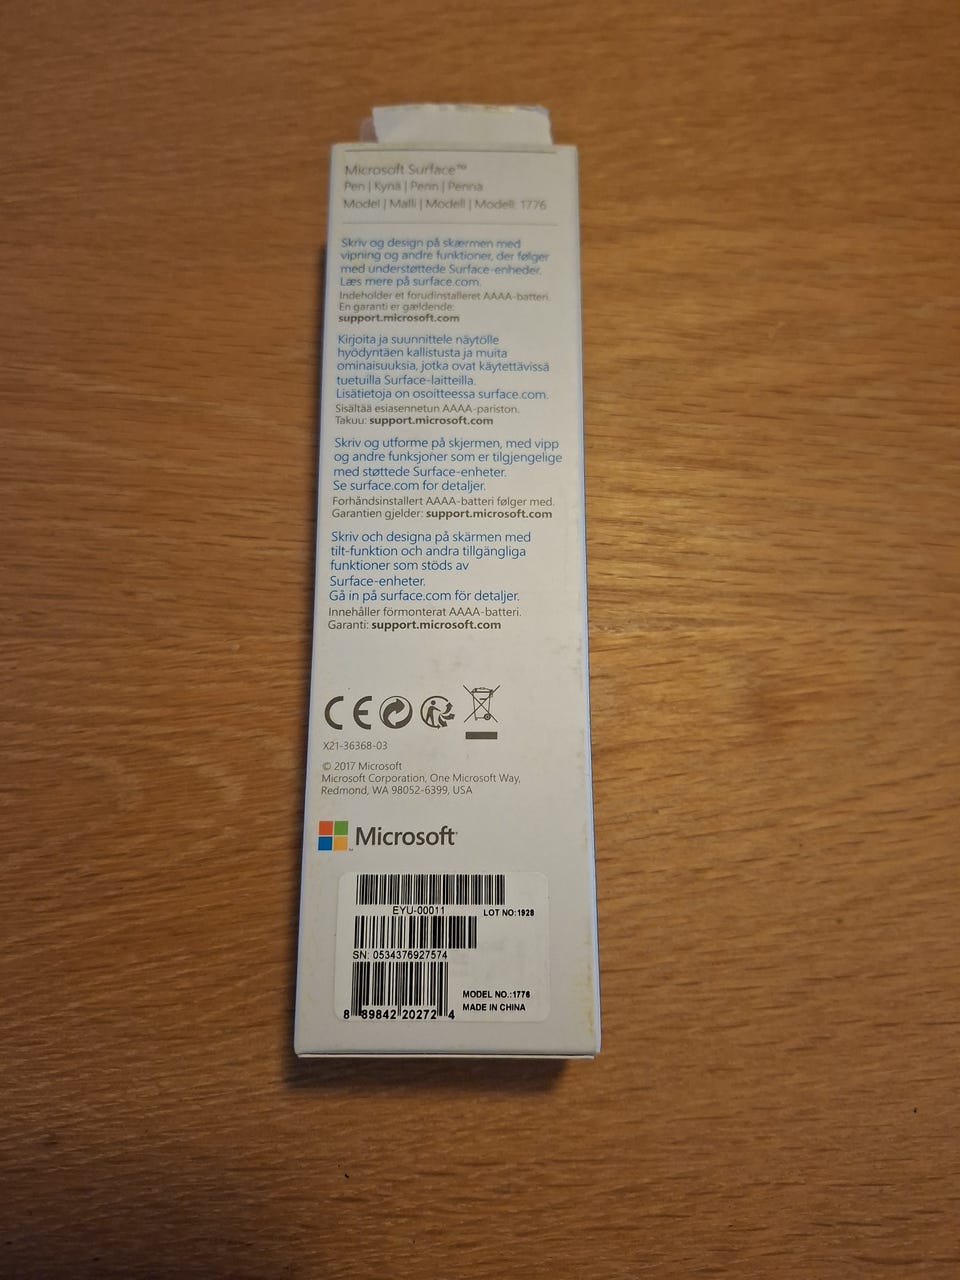 Microsoft Surface™
Pen | Kynä | Penn | Penna
Model | Malli | Modell | Modell: 1776
Skriv og design på skærmen med
vipning og andre funktioner, der følger
med understøttede Surface-enheder.
Læs mere på surface.com.
Indeholder et forudinstalleret AAAA-batteri.
En garanti er gældende:
support.microsoft.com
Kirjoita ja suunnittele näytölle
hyödyntäen kallistusta ja muita
ominaisuuksia, jotka ovat käytettävissä
tuetuilla Surface-laitteilla.
Lisätietoja on osoitteessa surface.com.
Sisältää esiasennetun AAAA-pariston.
Takuu: support.microsoft.com
Skriv og utforme på skjermen, med vipp
og andre funksjoner som er tilgjengelige
med støttede Surface-enheter.
Se surface.com for detaljer.
Forhåndsinstallert AAAA-batteri følger med.
Garantien gjelder: support.microsoft.com
Skriv och designa på skärmen med
tilt-funktion och andra tillgängliga
funktioner som stöds av
Surface-enheter.
Gå in på surface.com för detaljer.
Innehåller förmonterat AAAA-batteri.
Garanti: support.microsoft.com
CE
X21-36368-03
© 2017 Microsoft
Microsoft Corporation, One Microsoft Way,
Redmond, WA 98052-6399, USA
Microsoft
EYU-00011 LOT NO:1928
SN: 0534376927574
MODEL NO.:1776
MADE IN CHINA
8 89842 20272 4